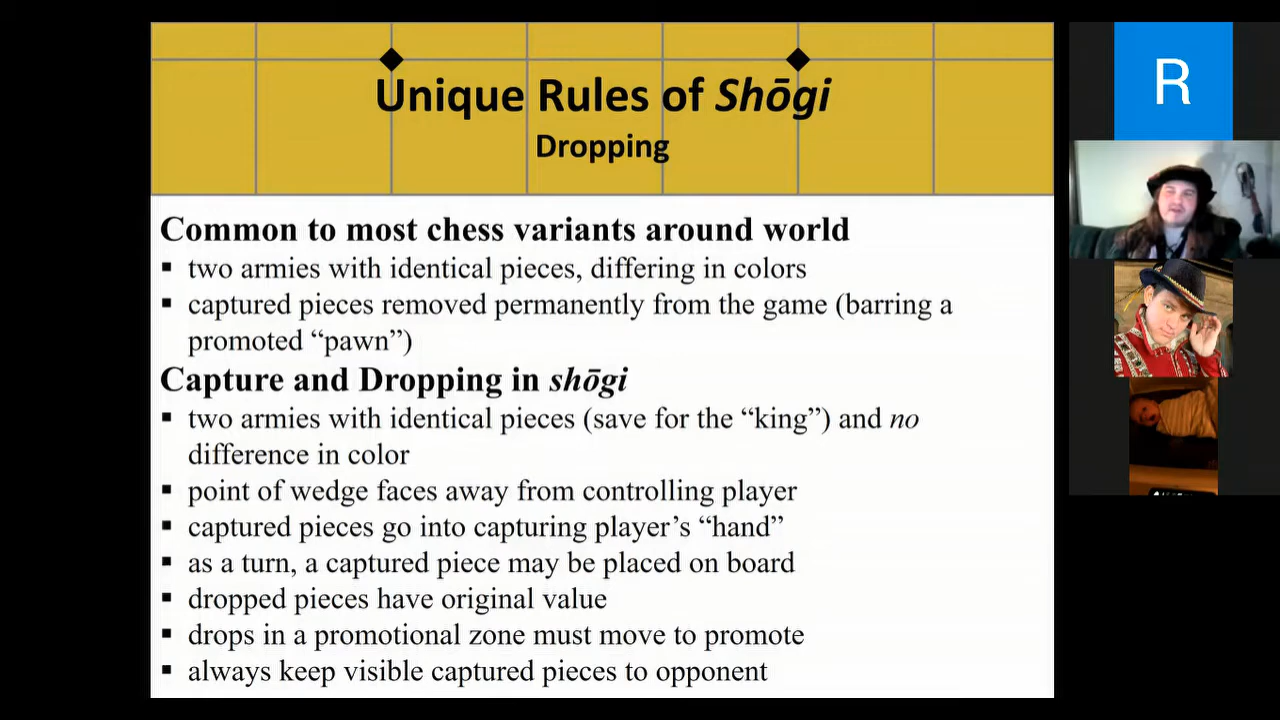 Unique Rules of Shōgi
Dropping
R
Common to most chess variants around world
▪ two armies with identical pieces, differing in colors
▪ captured pieces removed permanently from the game (barring a
promoted “pawn”)
Capture and Dropping in shōgi
▪ two armies with identical pieces (save for the “king”) and no
difference in color
▪ point of wedge faces away from controlling player
▪ captured pieces go into capturing player’s “hand”
▪ as a turn, a captured piece may be placed on board
▪ dropped pieces have original value
▪ drops in a promotional zone must move to promote
▪ always keep visible captured pieces to opponent